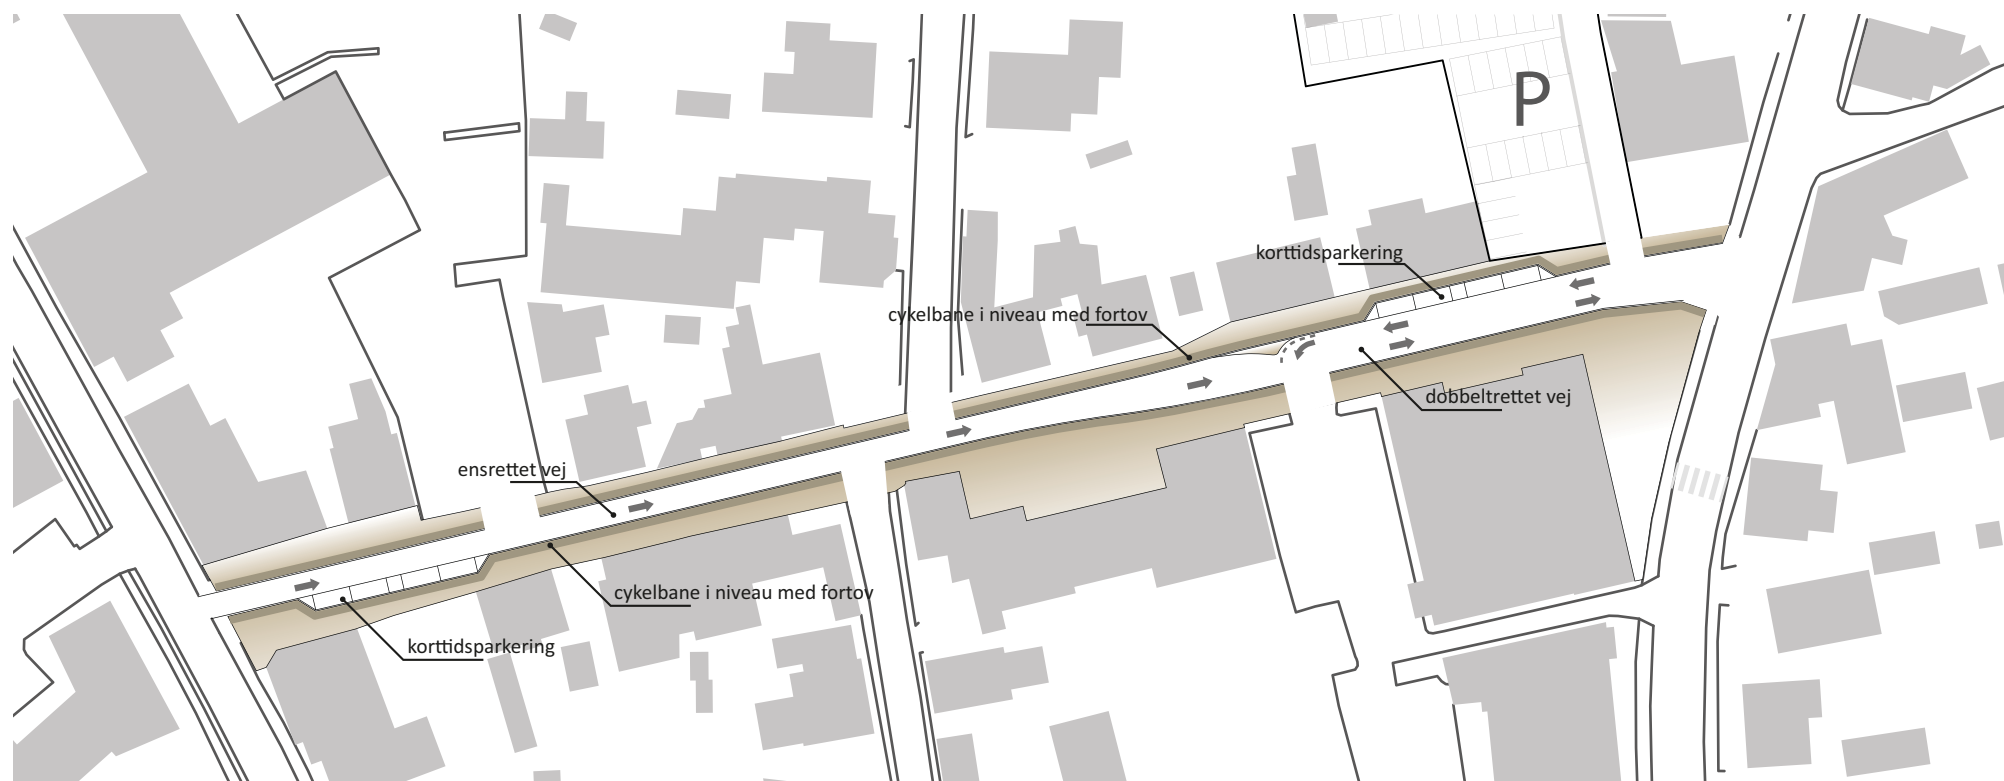 P
korttidsparkering
cykelbane i niveau med fortov
dobbeltrettet vej
ensrettet vej
cykelbane i niveau med fortov
korttidsparkering